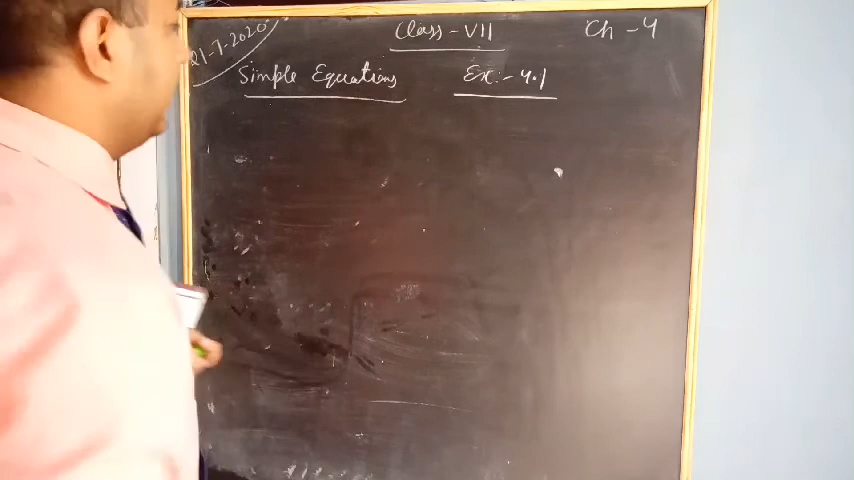 21-7-2020
Class - VII
Ch - 4
Simple Equations
Ex:- 4.1